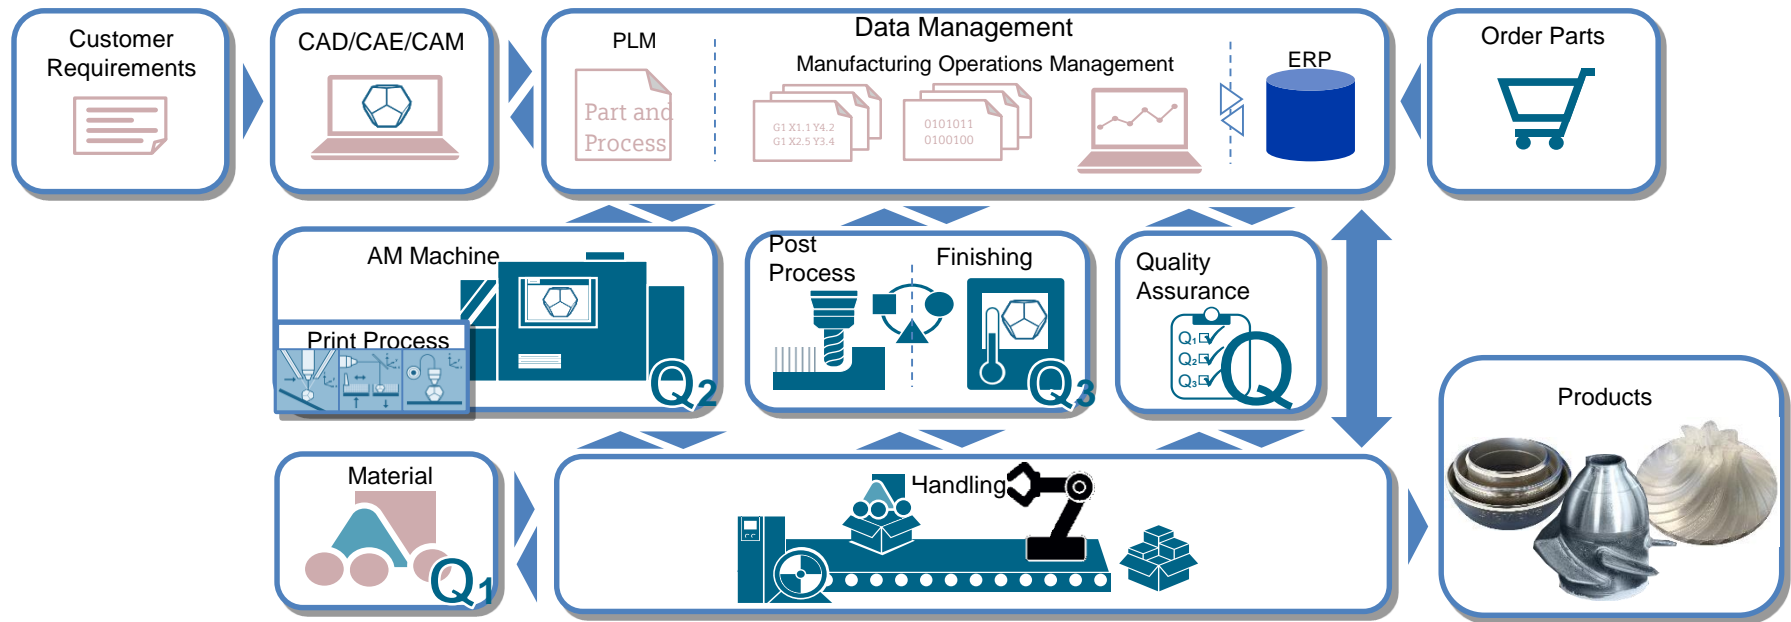 Customer
Requirements
CAD/CAE/CAM
Data Management
PLM
Manufacturing Operations Management
ERP
Part and
Process
G1 X1.1 Y4.2
G1 X2.5 Y3.4
0101011
0100100
Order Parts
AM Machine
Print Process
Q2
Post
Process
Finishing
Q3
Quality
Assurance
Q1
Q2
Q3
Q
Material
Q1
Handling
Products